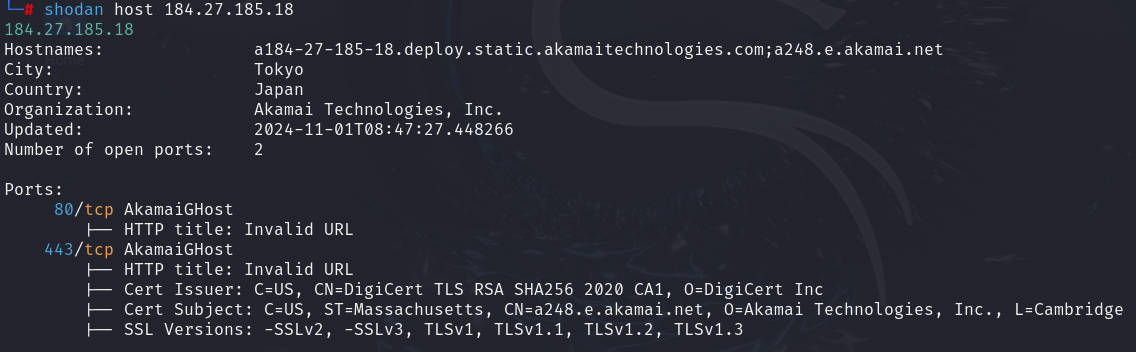 └─# shodan host 184.27.185.18
184.27.185.18
Hostnames: a184-27-185-18.deploy.static.akamaitechnologies.com;a248.e.akamai.net
City: Tokyo
Country: Japan
Organization: Akamai Technologies, Inc.
Updated: 2024-11-01T08:47:27.448266
Number of open ports: 2

Ports:
80/tcp AkamaiGHost
├── HTTP title: Invalid URL
443/tcp AkamaiGHost
├── HTTP title: Invalid URL
├── Cert Issuer: C=US, CN=DigiCert TLS RSA SHA256 2020 CA1, O=DigiCert Inc
├── Cert Subject: C=US, ST=Massachusetts, CN=a248.e.akamai.net, O=Akamai Technologies, Inc., L=Cambridge
├── SSL Versions: -SSLv2, -SSLv3, TLSv1, TLSv1.1, TLSv1.2, TLSv1.3